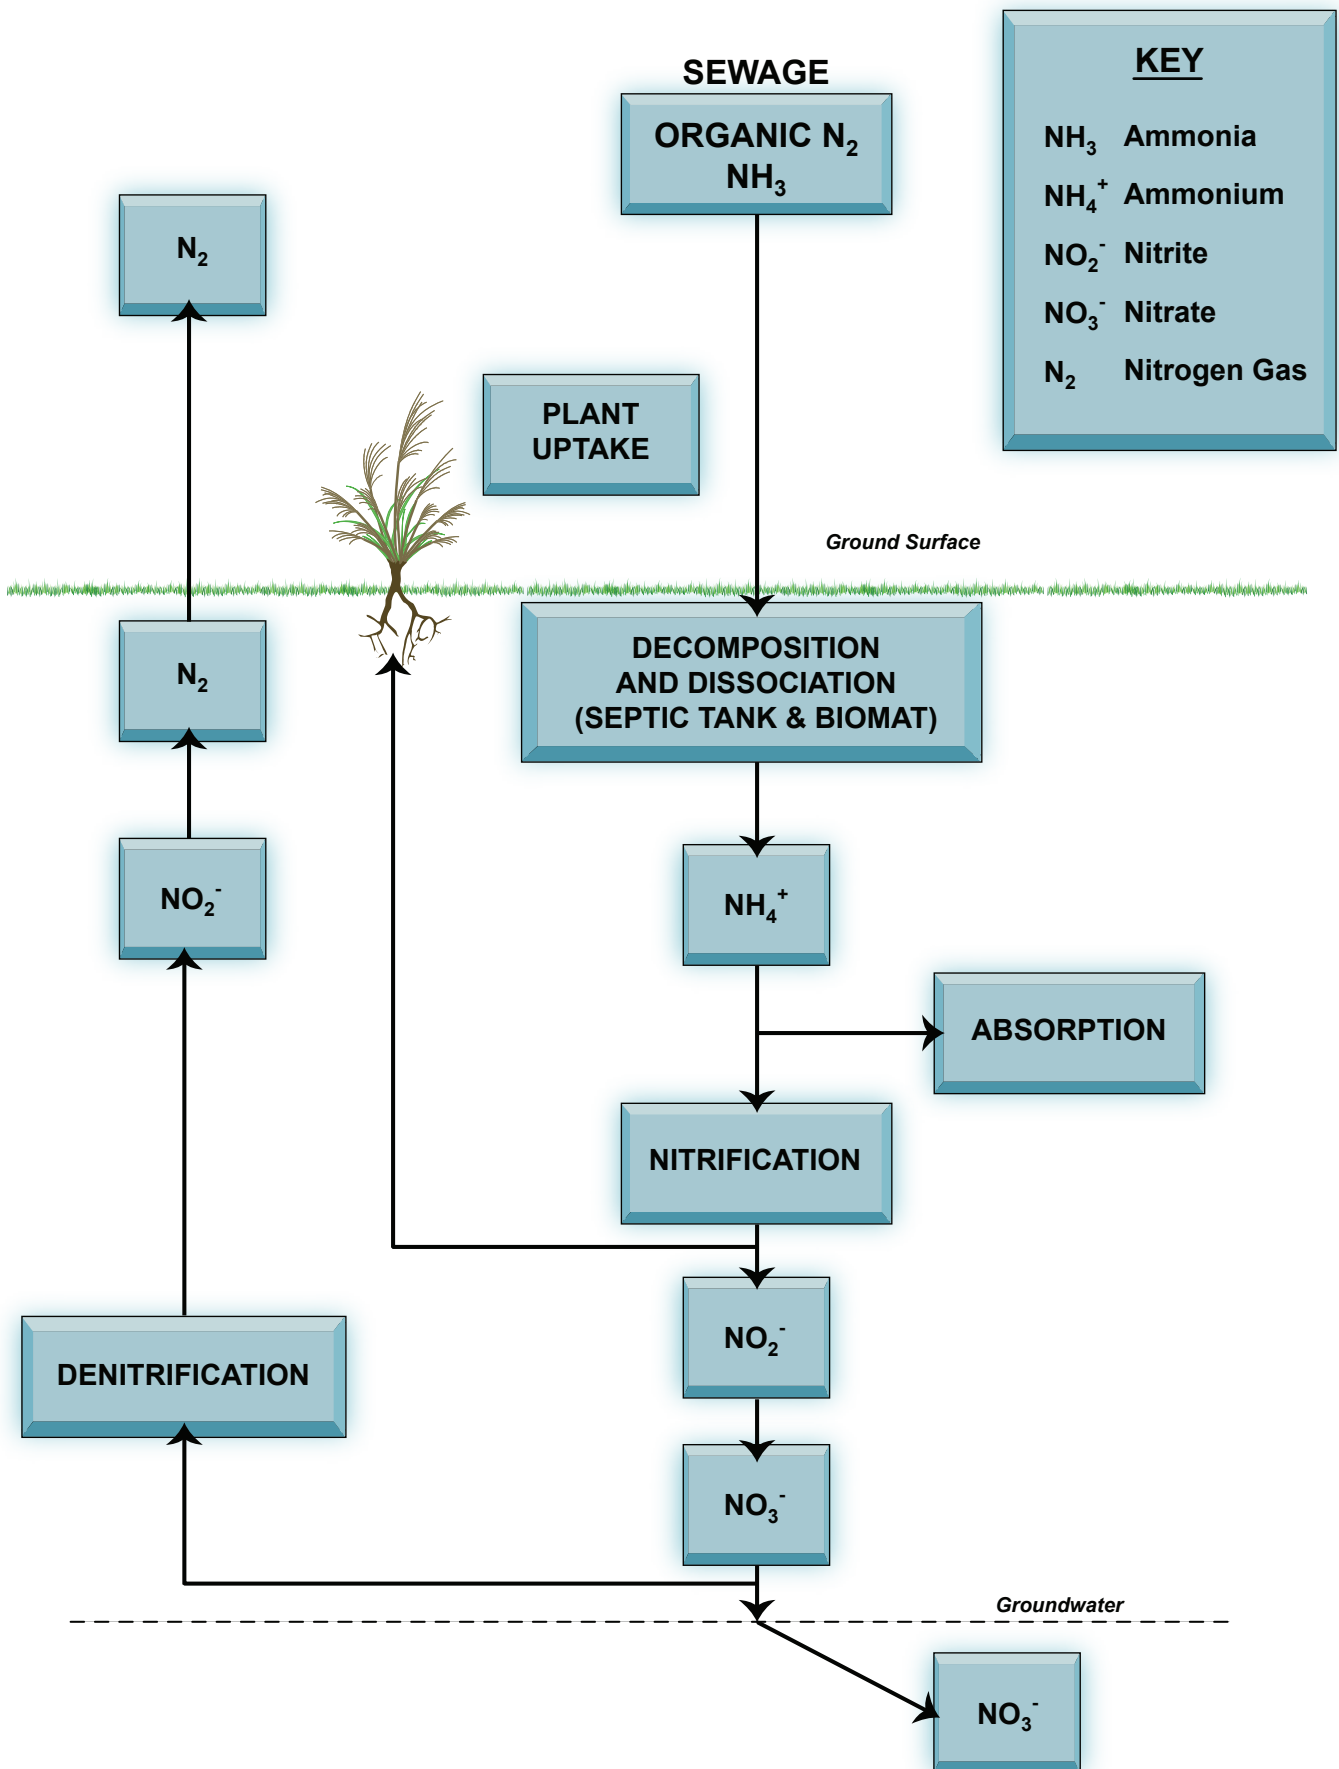 SEWAGE
ORGANIC N₂
NH₃
KEY
NH₃ Ammonia
NH₄⁺ Ammonium
NO₂⁻ Nitrite
NO₃⁻ Nitrate
N₂ Nitrogen Gas
N₂
PLANT
UPTAKE
Ground Surface
N₂
DECOMPOSITION
AND DISSOCIATION
(SEPTIC TANK & BIOMAT)
NO₂⁻
NH₄⁺
ABSORPTION
NITRIFICATION
NO₂⁻
DENITRIFICATION
NO₃⁻
Groundwater
NO₃⁻